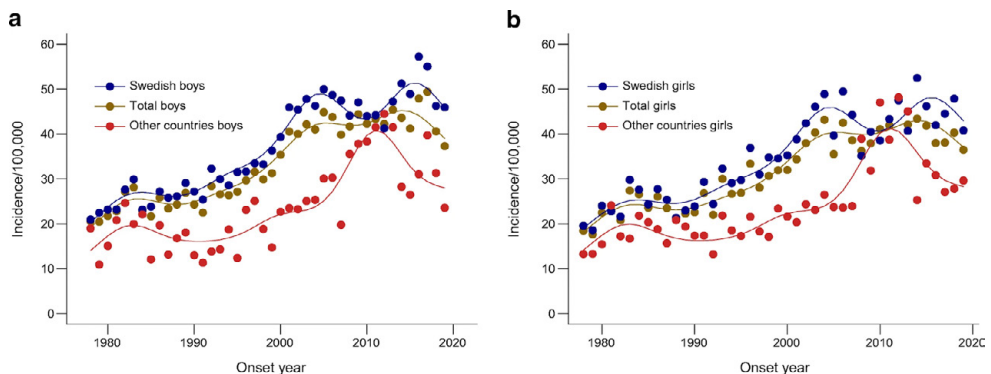 a
Incidence/100,000
60
50
40
30
20
10
0
Swedish boys
Total boys
Other countries boys
1980
1990
2000
2010
2020
Onset year
b
Incidence/100,000
60
50
40
30
20
10
0
Swedish girls
Total girls
Other countries girls
1980
1990
2000
2010
2020
Onset year